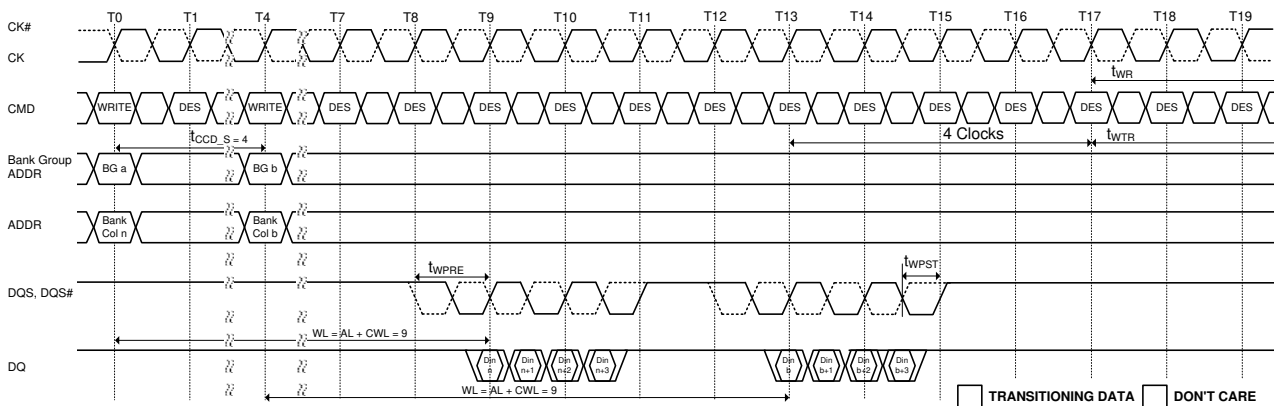 T0 T1 T4 T7 T8 T9 T10 T11 T12 T13 T14 T15 T16 T17 T18 T19
CK#
CK
tWR
CMD WRITE DES WRITE DES DES DES DES DES DES DES DES DES DES DES DES DES
tCCD_S = 4
4 Clocks
tWTR
Bank Group
ADDR
BG a BG b
ADDR
Bank
Col n
Bank
Col b
tWPRE
tWPST
DQS, DQS#
WL = AL + CWL = 9
DQ
Din
n
Din
n+1
Din
n+2
Din
n+3
Din
b
Din
b+1
Din
b+2
Din
b+3
WL = AL + CWL = 9
TRANSITIONING DATA DON'T CARE